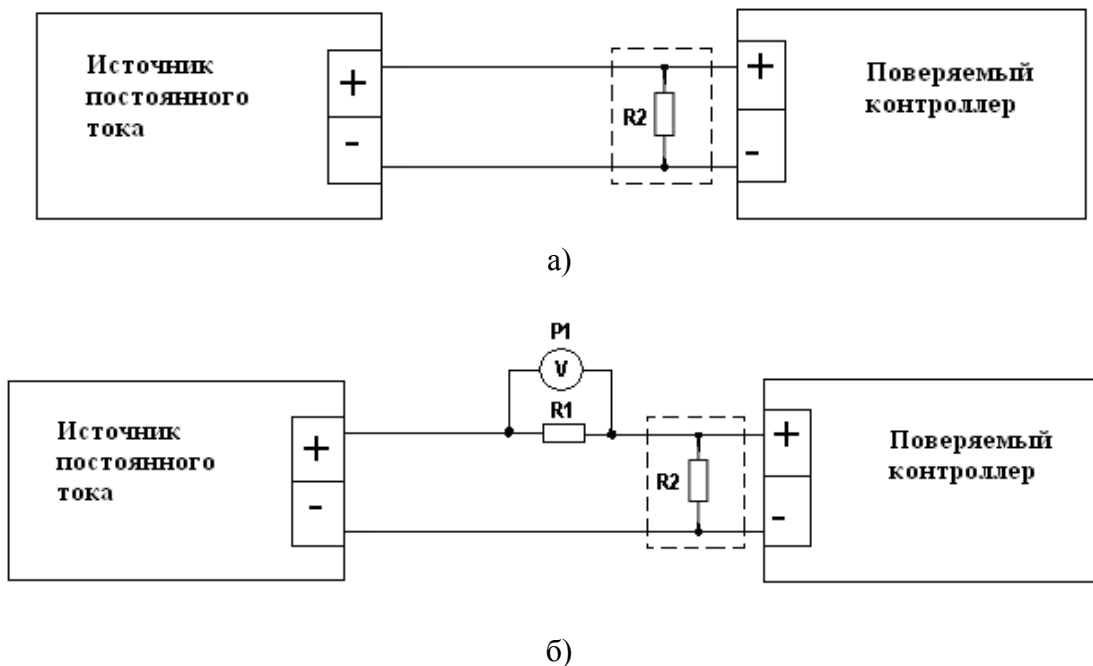 Источник
постоянного
тока
+
-
R2
+
-
Поверяемый
контроллер
а)
P1
V
R1
Источник
постоянного
тока
+
-
R2
+
-
Поверяемый
контроллер
б)